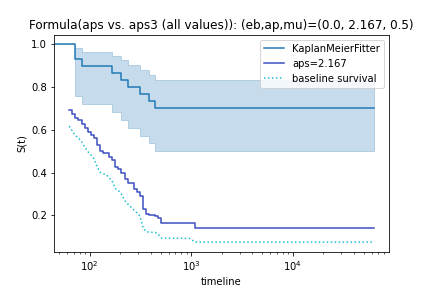 Formula(aps vs. aps3 (all values)): (eb,ap,mu)=(0.0, 2.167, 0.5)
KaplanMeierFitter
aps=2.167
baseline survival
1.0
0.8
0.6
0.4
0.2
S(t)
10²
10³
10⁴
timeline